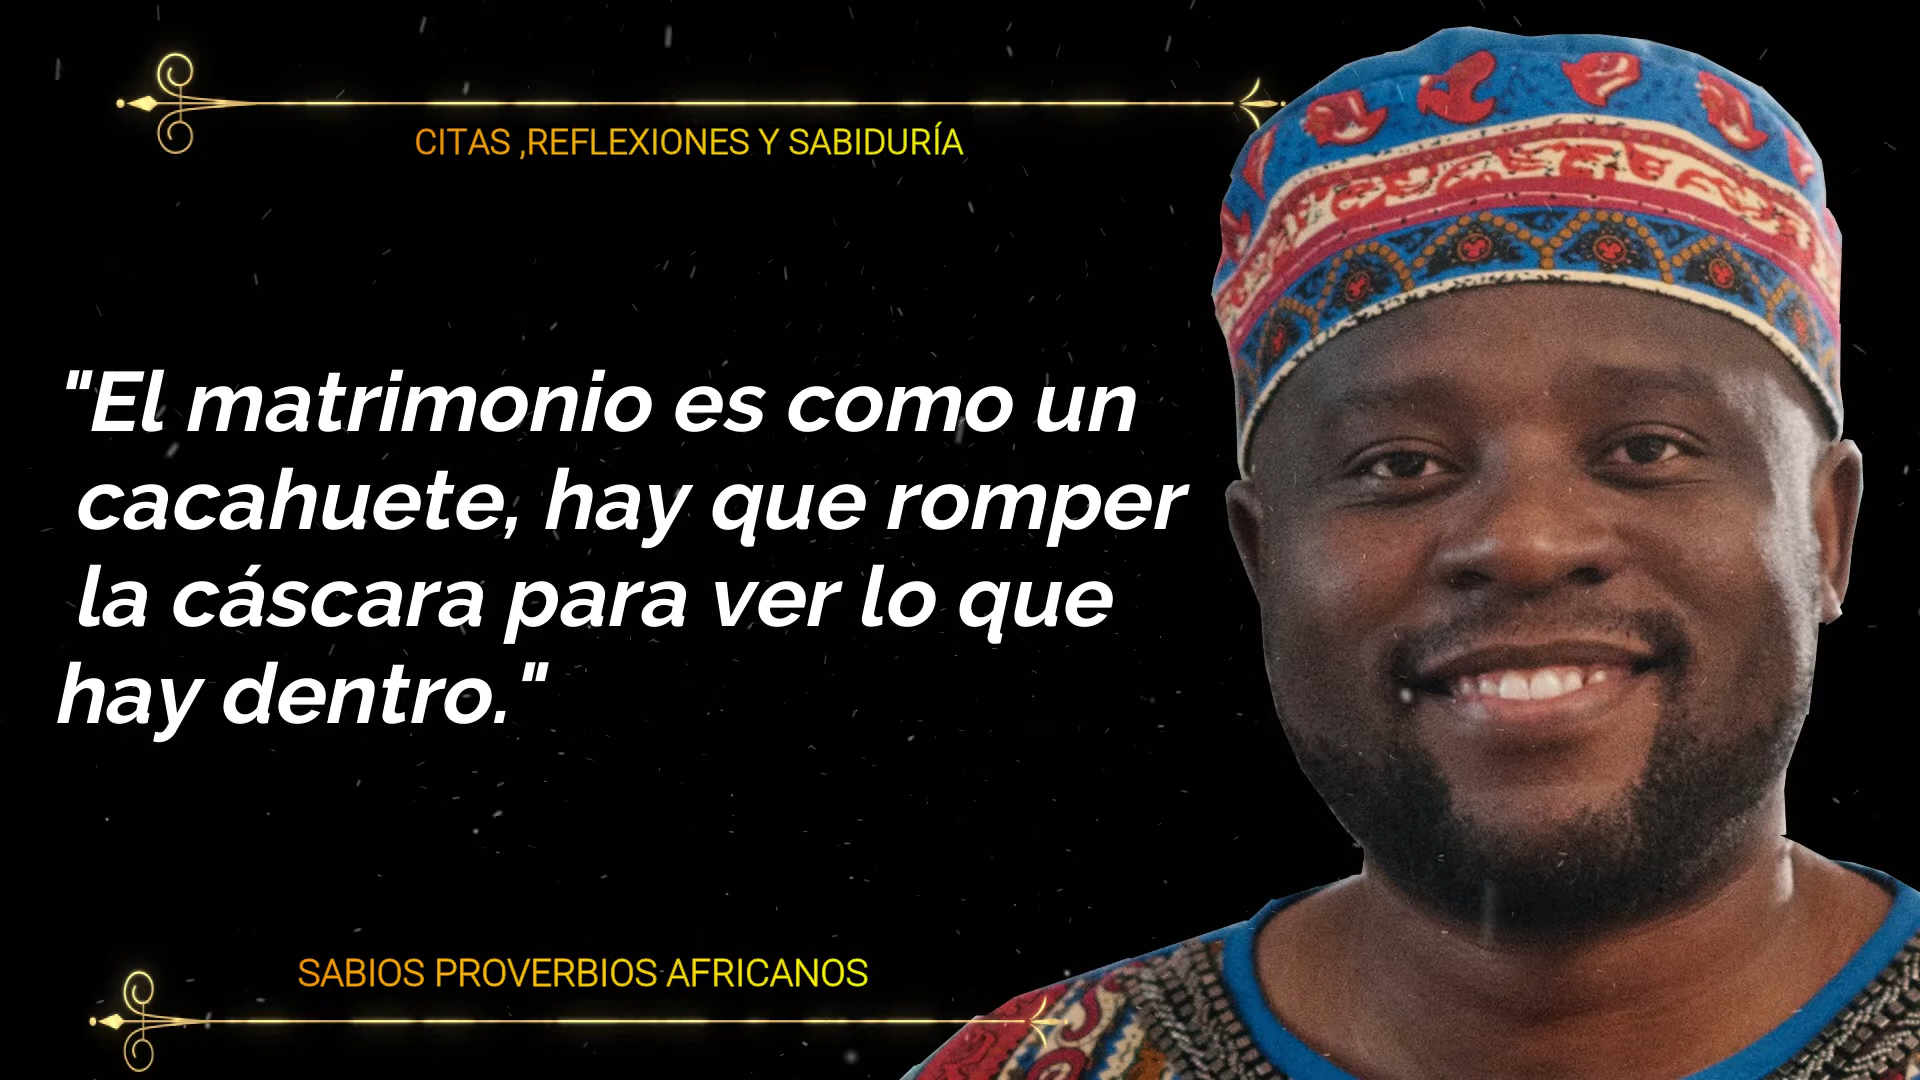 CITAS ,REFLEXIONES Y SABIDURÍA
"El matrimonio es como un
cacahuete, hay que romper
la cáscara para ver lo que
hay dentro."
SABIOS PROVERBIOS AFRICANOS